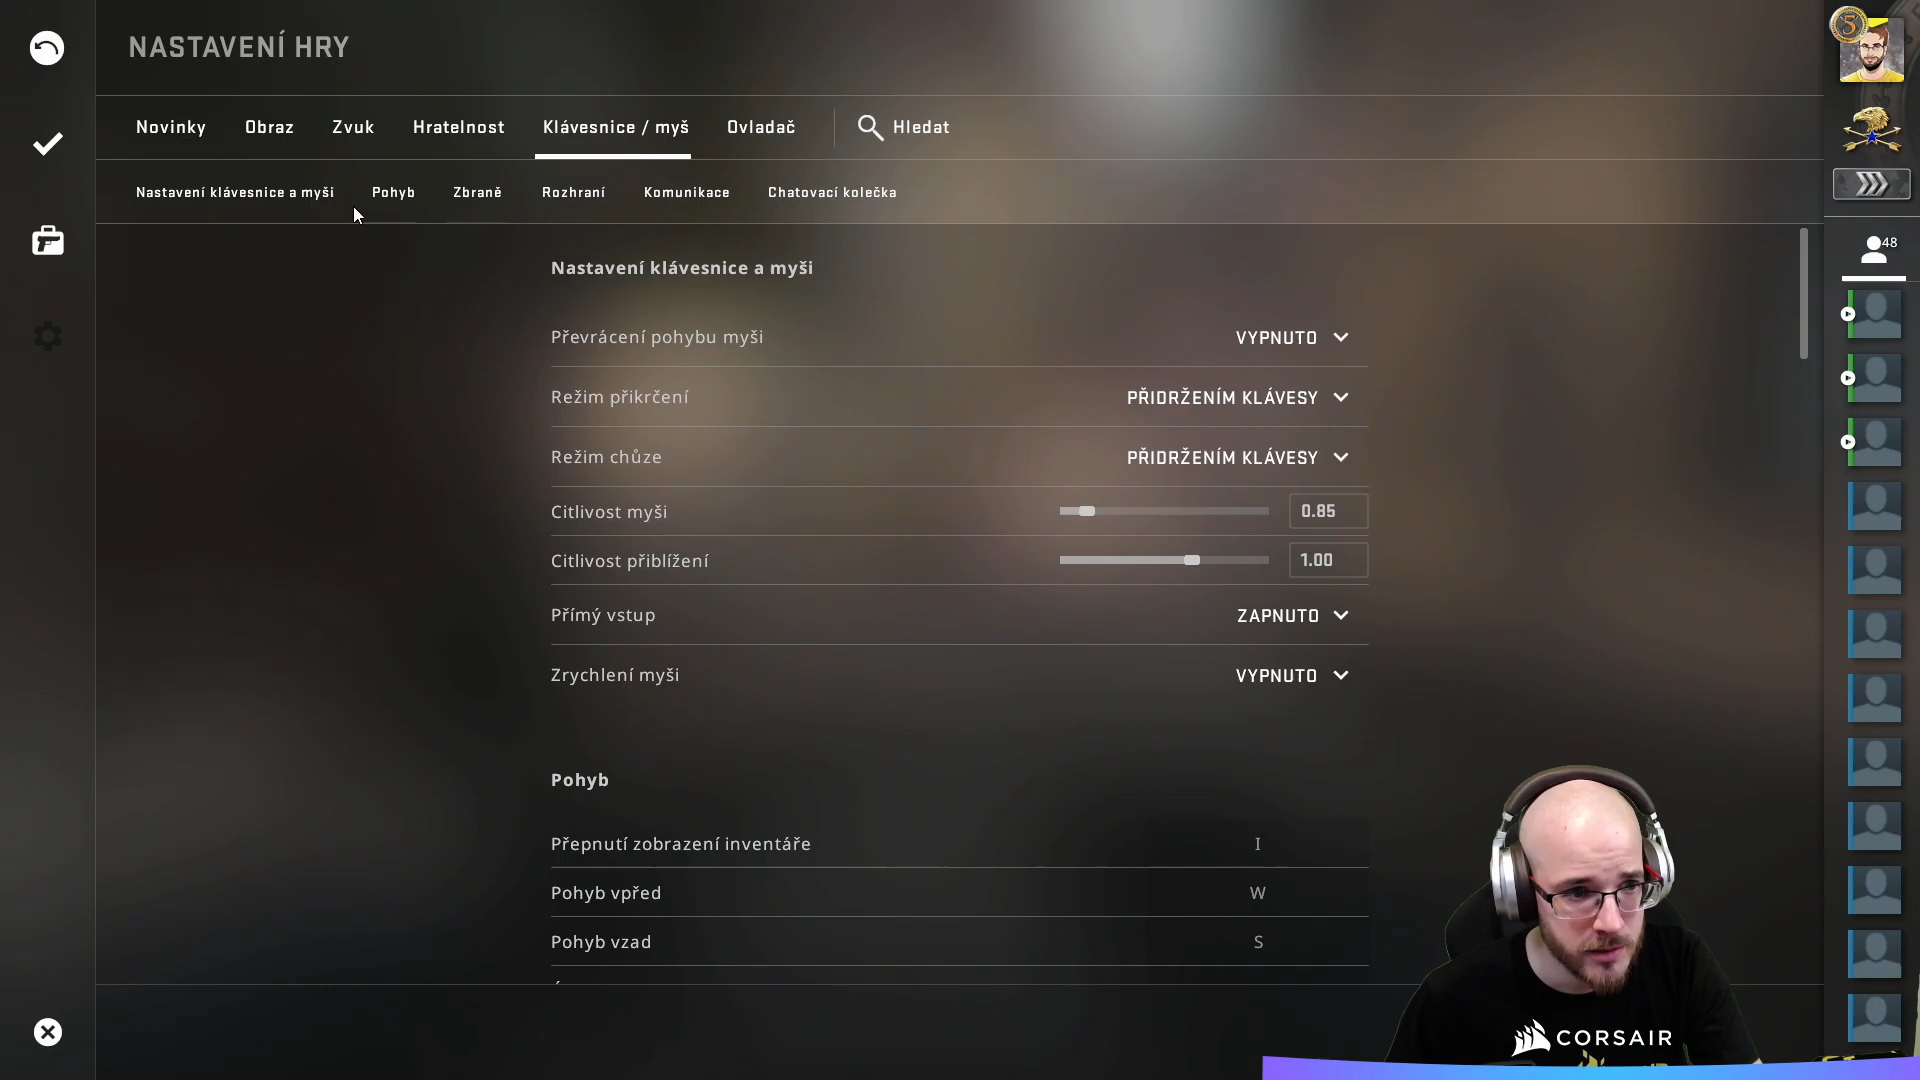 NASTAVENÍ HRY
Novinky Obraz Zvuk Hratelnost Klávesnice / myš Ovladač Hledat
Nastavení klávesnice a myši Pohyb Zbraně Rozhraní Komunikace Chatovací kolečka
5
48
Nastavení klávesnice a myši
Převrácení pohybu myši VYPNUTO
Režim přikrčení PŘIDRŽENÍM KLÁVESY
Režim chůze PŘIDRŽENÍM KLÁVESY
Citlivost myši 0.85
Citlivost přiblížení 1.00
Přímý vstup ZAPNUTO
Zrychlení myši VYPNUTO
Pohyb
Přepnutí zobrazení inventáře I
Pohyb vpřed W
Pohyb vzad S
CORSAIR